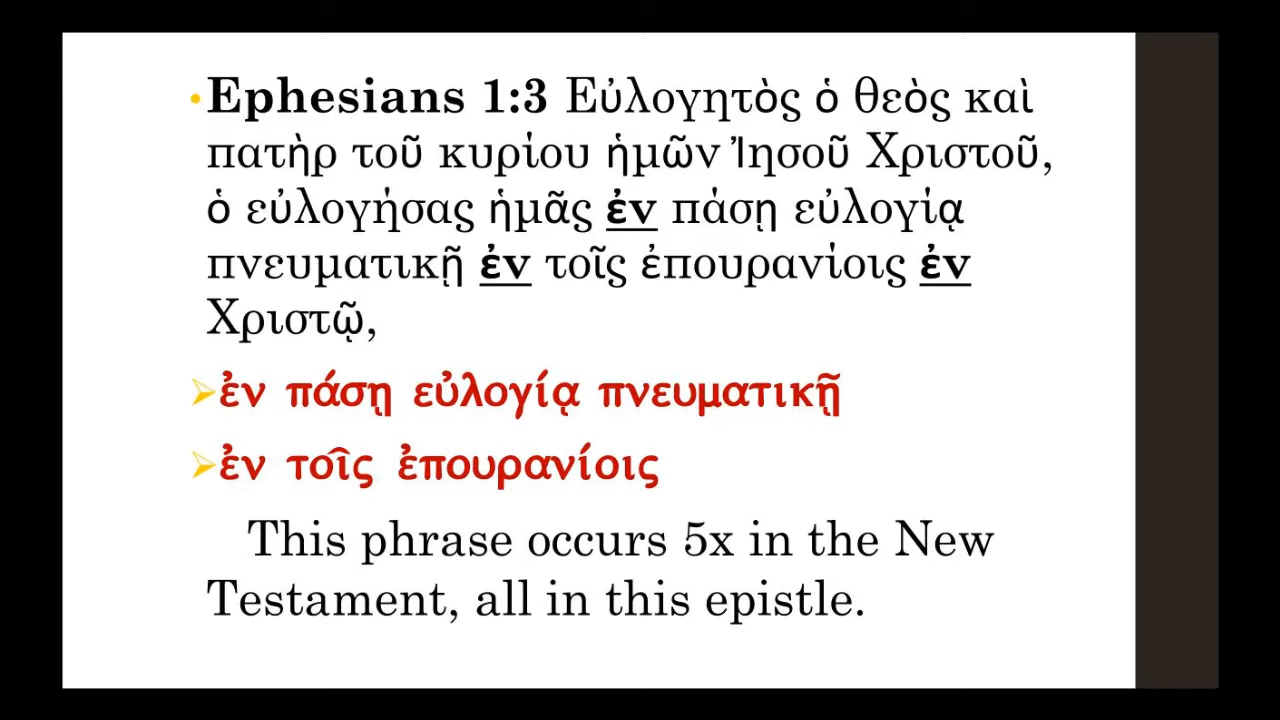 •Ephesians 1:3 Εὐλογητὸς ὁ θεὸς καὶ
πατὴρ τοῦ κυρίου ἡμῶν Ἰησοῦ Χριστοῦ,
ὁ εὐλογήσας ἡμᾶς ἐν πάσῃ εὐλογίᾳ
πνευματικῇ ἐν τοῖς ἐπουρανίοις ἐν
Χριστῷ,
➢ἐν πάσῃ εὐλογίᾳ πνευματικῇ
➢ἐν τοῖς ἐπουρανίοις
This phrase occurs 5x in the New
Testament, all in this epistle.